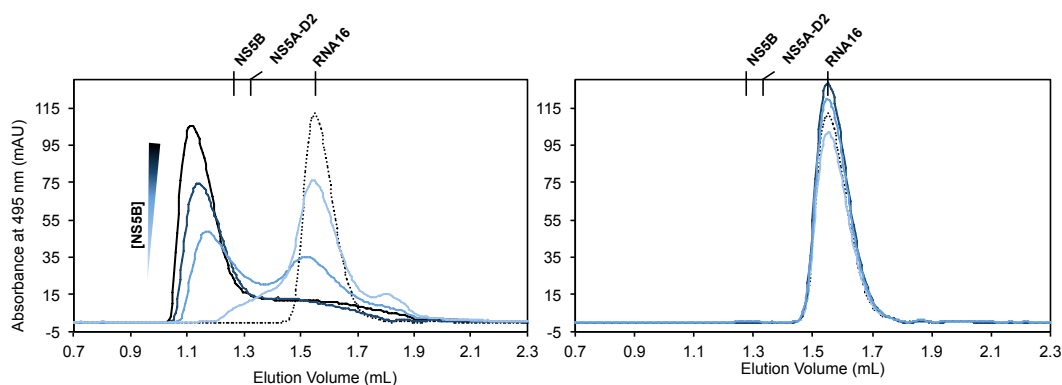 NS5B
NS5A-D2
RNA16
NS5B
NS5A-D2
RNA16
Absorbance at 495 nm (mAU)
115
95
75
55
35
15
-5
[NS5B]
0.7 0.9 1.1 1.3 1.5 1.7 1.9 2.1 2.3
Elution Volume (mL)
115
95
75
55
35
15
-5
0.7 0.9 1.1 1.3 1.5 1.7 1.9 2.1 2.3
Elution Volume (mL)